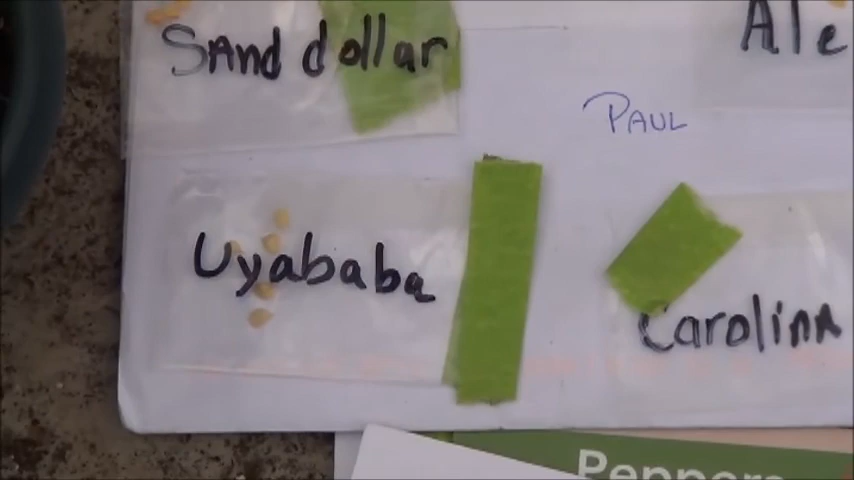 Sand dollar
Ale
PAUL
Uyababa
Carolina
Peppers